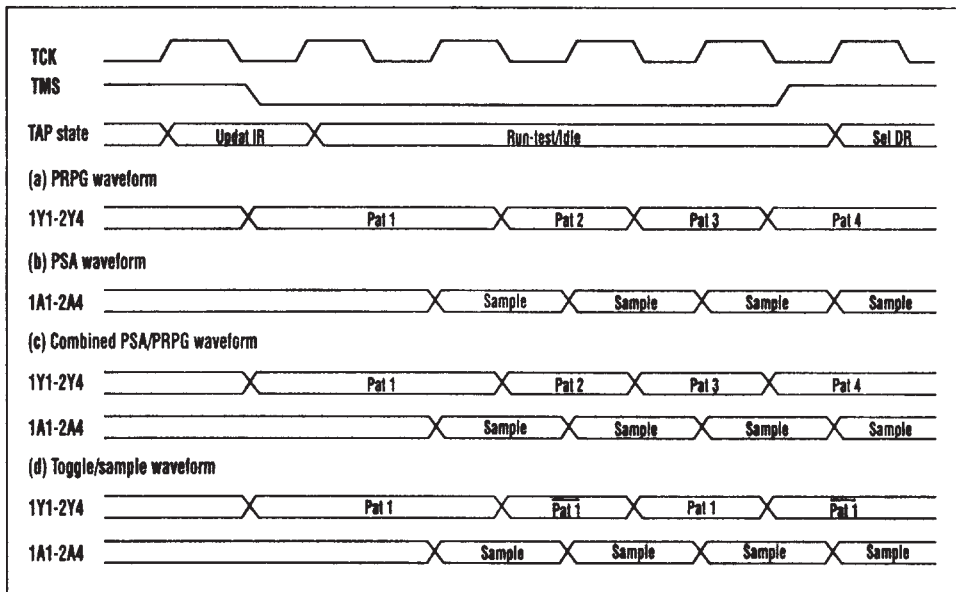 TCK
TMS
TAP state Updat IR Run-test/Idle Sel DR
(a) PRPG waveform
1Y1-2Y4 Pat 1 Pat 2 Pat 3 Pat 4
(b) PSA waveform
1A1-2A4 Sample Sample Sample Sample
(c) Combined PSA/PRPG waveform
1Y1-2Y4 Pat 1 Pat 2 Pat 3 Pat 4
1A1-2A4 Sample Sample Sample Sample
(d) Toggle/sample waveform
1Y1-2Y4 Pat 1 P̅a̅t̅ ̅1̅ Pat 1 P̅a̅t̅ ̅1̅
1A1-2A4 Sample Sample Sample Sample